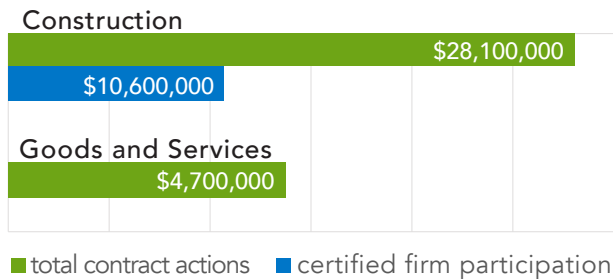 Construction
$28,100,000
$10,600,000
Goods and Services
$4,700,000
total contract actions certified firm participation